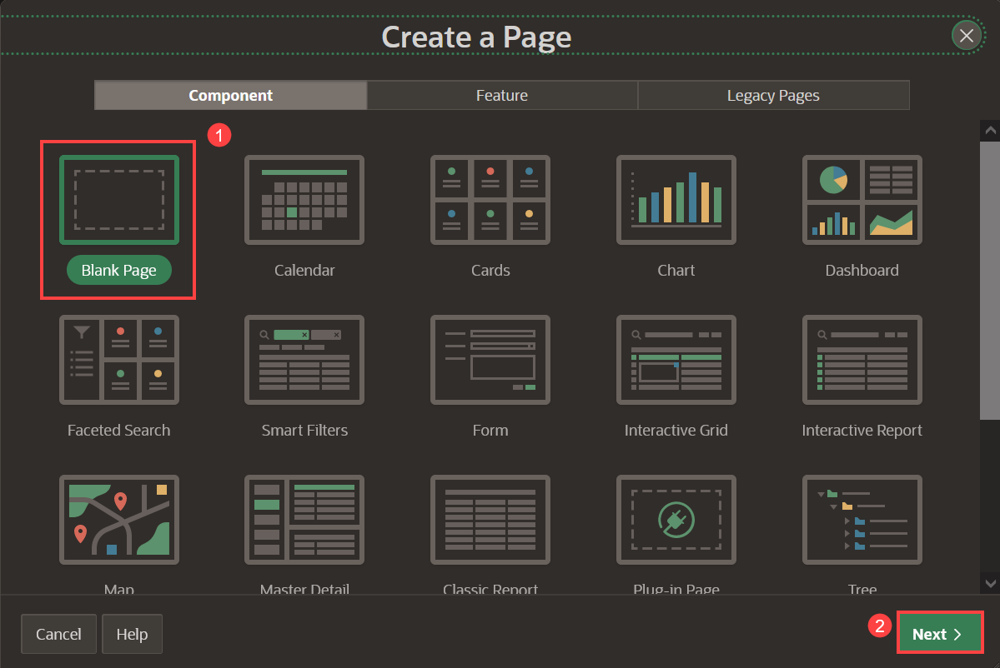 Create a Page
Component Feature Legacy Pages
1
Blank Page Calendar Cards Chart Dashboard
Faceted Search Smart Filters Form Interactive Grid Interactive Report
Map Master Detail Classic Report Plug-in Page Tree
2
Cancel Help Next